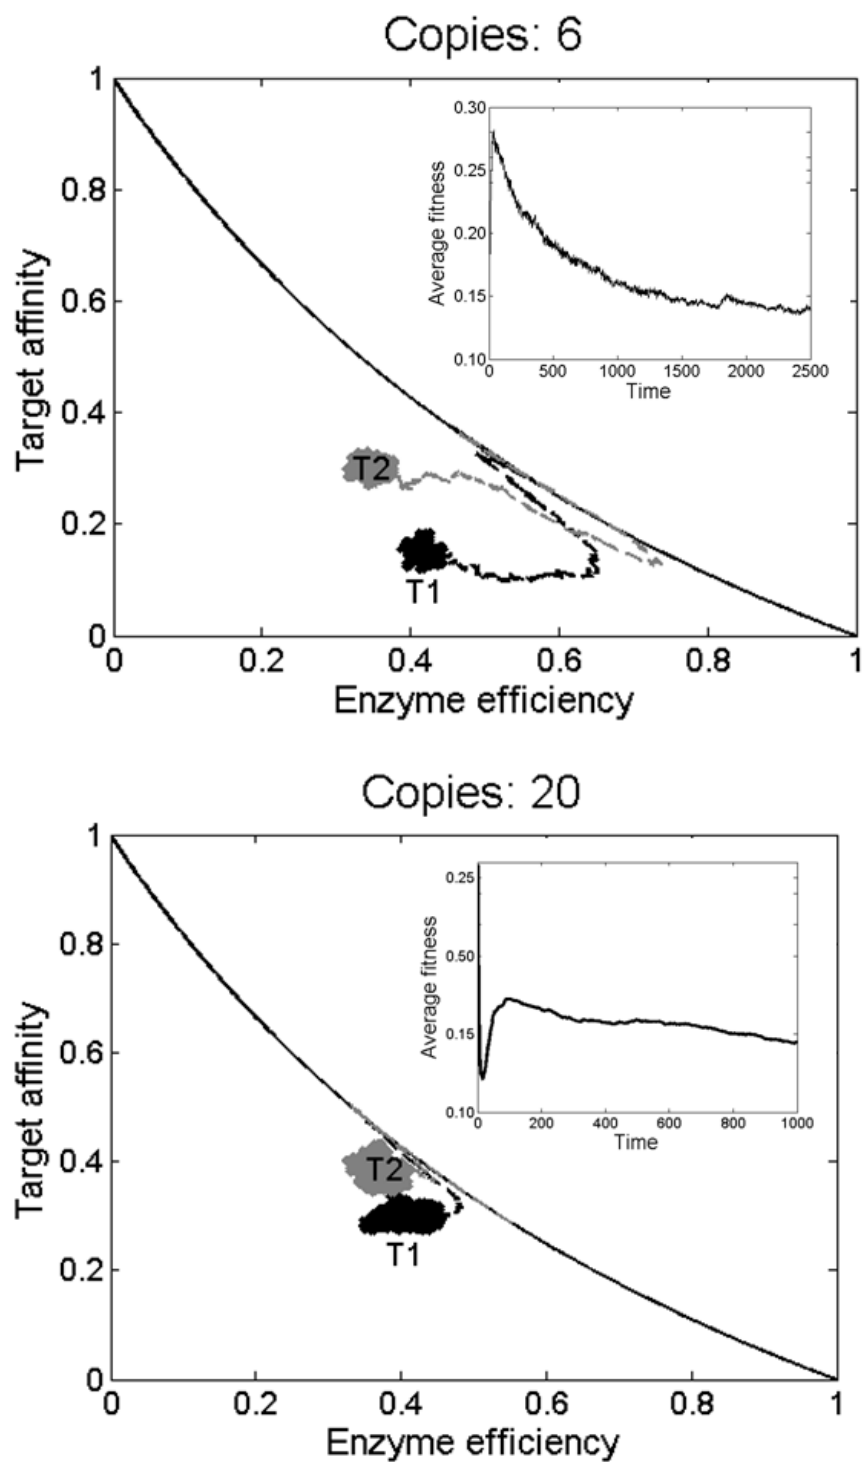 Copies: 6
1
0.8
0.6
0.4
0.2
0
Target affinity
0 0.2 0.4 0.6 0.8 1
Enzyme efficiency
T2
T1
0.30
0.25
0.20
0.15
0.10
Average fitness
0 500 1000 1500 2000 2500
Time
Copies: 20
1
0.8
0.6
0.4
0.2
0
Target affinity
0 0.2 0.4 0.6 0.8 1
Enzyme efficiency
T2
T1
0.25
0.50
0.15
0.10
Average fitness
0 200 400 600 800 1000
Time